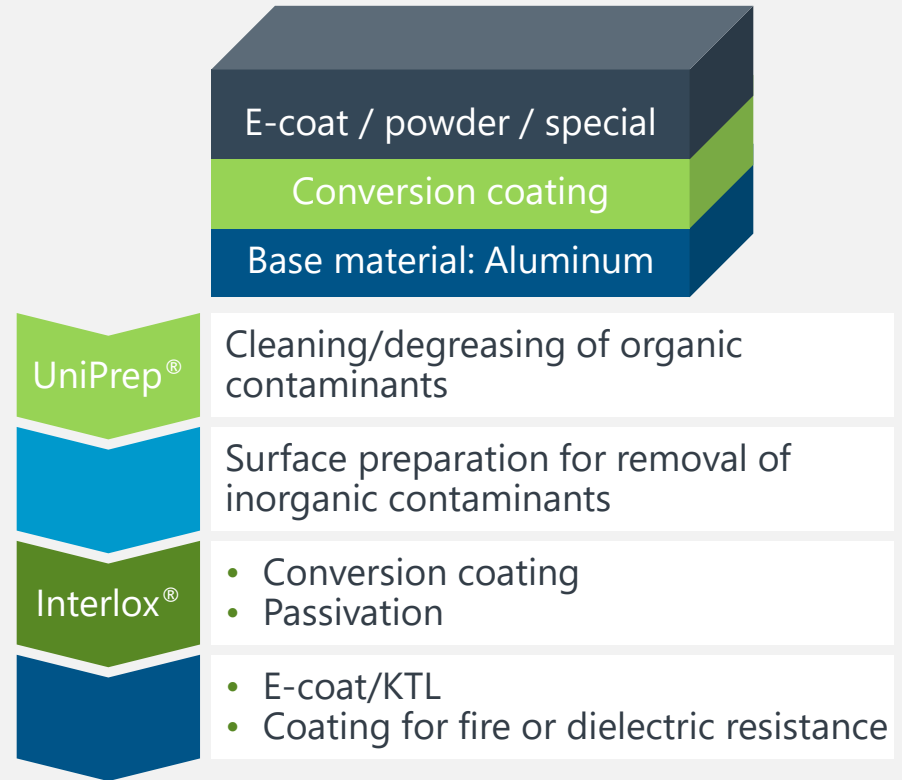 E-coat / powder / special
Conversion coating
Base material: Aluminum
UniPrep®
Cleaning/degreasing of organic
contaminants
Surface preparation for removal of
inorganic contaminants
Interlox®
• Conversion coating
• Passivation
• E-coat/KTL
• Coating for fire or dielectric resistance